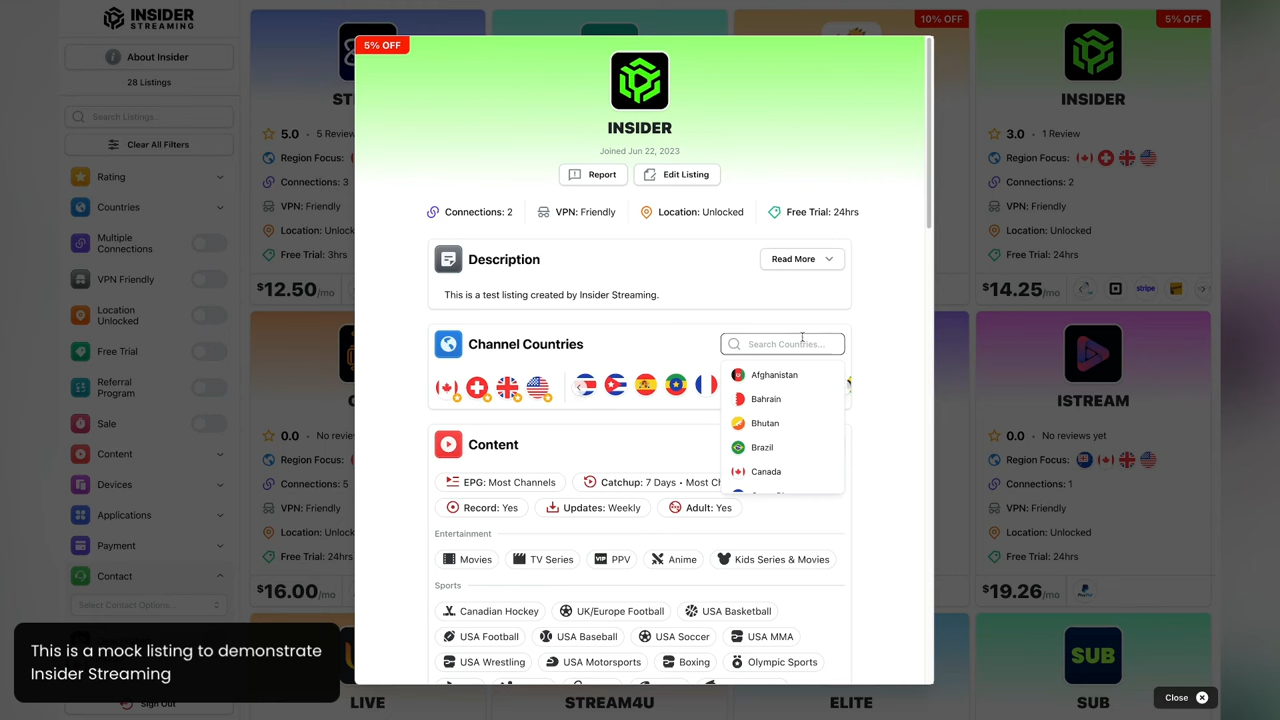 INSIDER
STREAMING
About Insider
28 Listings
Search Listings...
Clear All Filters
Rating
Countries
Multiple
Connections
VPN Friendly
Location
Unlocked
Free Trial
Referral
Program
Sale
Content
Devices
Applications
Payment
Contact
Select Contact Options...
Sign Out
This is a mock listing to demonstrate
Insider Streaming
5.0 • 5 Review
Region Focus:
Connections: 3
VPN: Friendly
Location: Unlock
Free Trial: 3hrs
$12.50/mo
0.0 • No review
Region Focus:
Connections: 5
VPN: Friendly
Location: Unlock
Free Trial: 24hrs
$16.00/mo
LIVE
5% OFF
INSIDER
Joined Jun 22, 2023
Report
Edit Listing
Connections: 2
VPN: Friendly
Location: Unlocked
Free Trial: 24hrs
Description
Read More
This is a test listing created by Insider Streaming.
Channel Countries
Search Countries...
Afghanistan
Bahrain
Bhutan
Brazil
Canada
Content
EPG: Most Channels
Catchup: 7 Days • Most Ch
Record: Yes
Updates: Weekly
Adult: Yes
Entertainment
Movies
TV Series
VIP PPV
Anime
Kids Series & Movies
Sports
Canadian Hockey
UK/Europe Football
USA Basketball
USA Football
USA Baseball
USA Soccer
USA MMA
USA Wrestling
USA Motorsports
Boxing
Olympic Sports
STREAM4U
10% OFF
ELITE
5% OFF
INSIDER
3.0 • 1 Review
Region Focus:
Connections: 2
VPN: Friendly
Location: Unlocked
Free Trial: 24hrs
$14.25/mo
stripe
ISTREAM
0.0 • No reviews yet
Region Focus:
Connections: 1
VPN: Friendly
Location: Unlocked
Free Trial: 24hrs
$19.26/mo
PayPal
SUB
SUB
Close